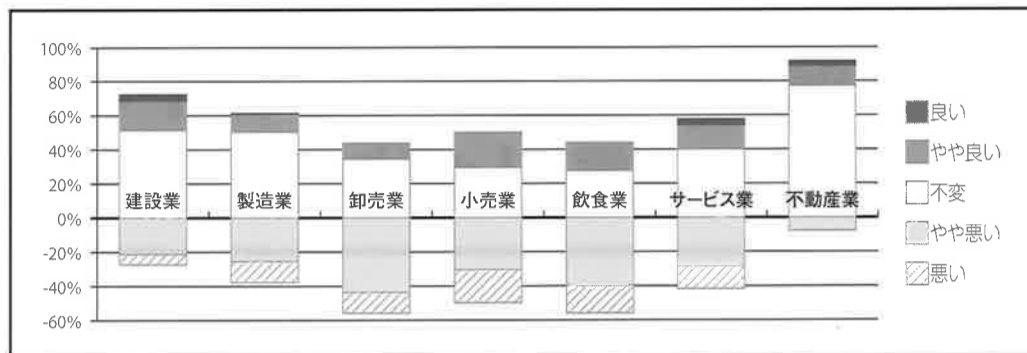 100%
80%
60%
40%
20%
0%
-20%
-40%
-60%
建設業
製造業
卸売業
小売業
飲食業
サービス業
不動産業
良い
やや良い
不変
やや悪い
悪い